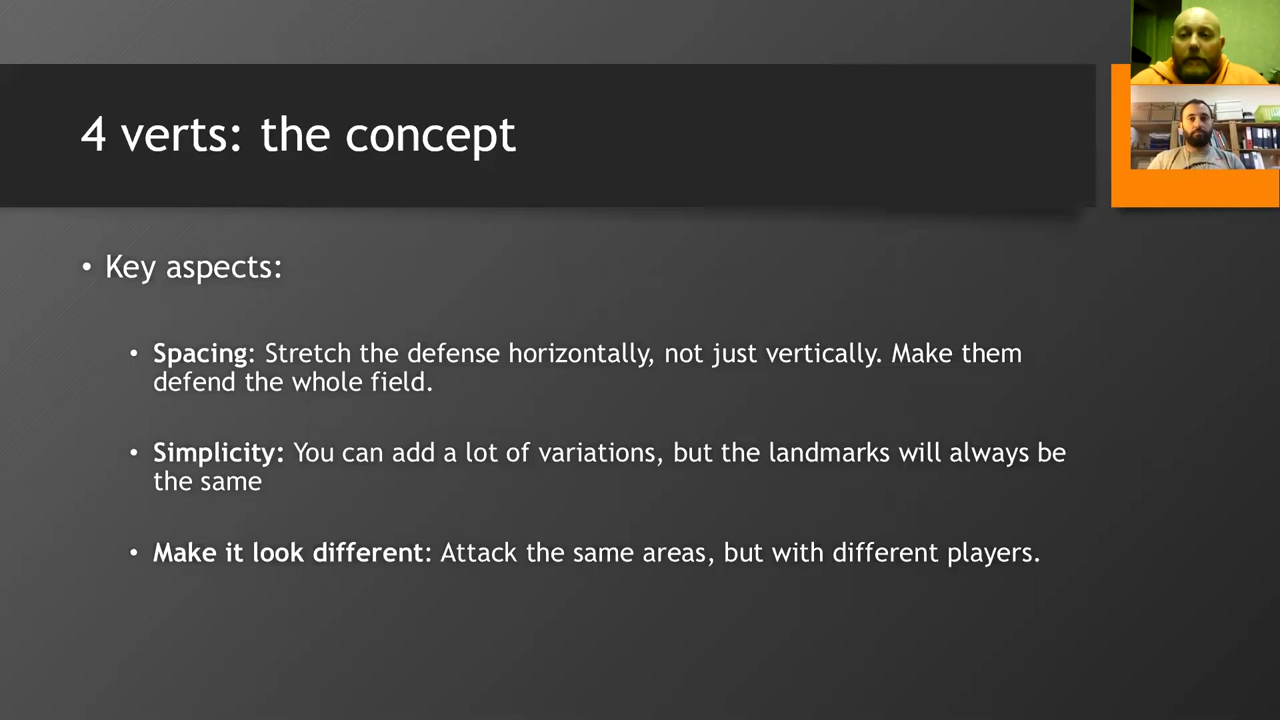 4 verts: the concept
• Key aspects:
• Spacing: Stretch the defense horizontally, not just vertically. Make them
defend the whole field.
• Simplicity: You can add a lot of variations, but the landmarks will always be
the same
• Make it look different: Attack the same areas, but with different players.